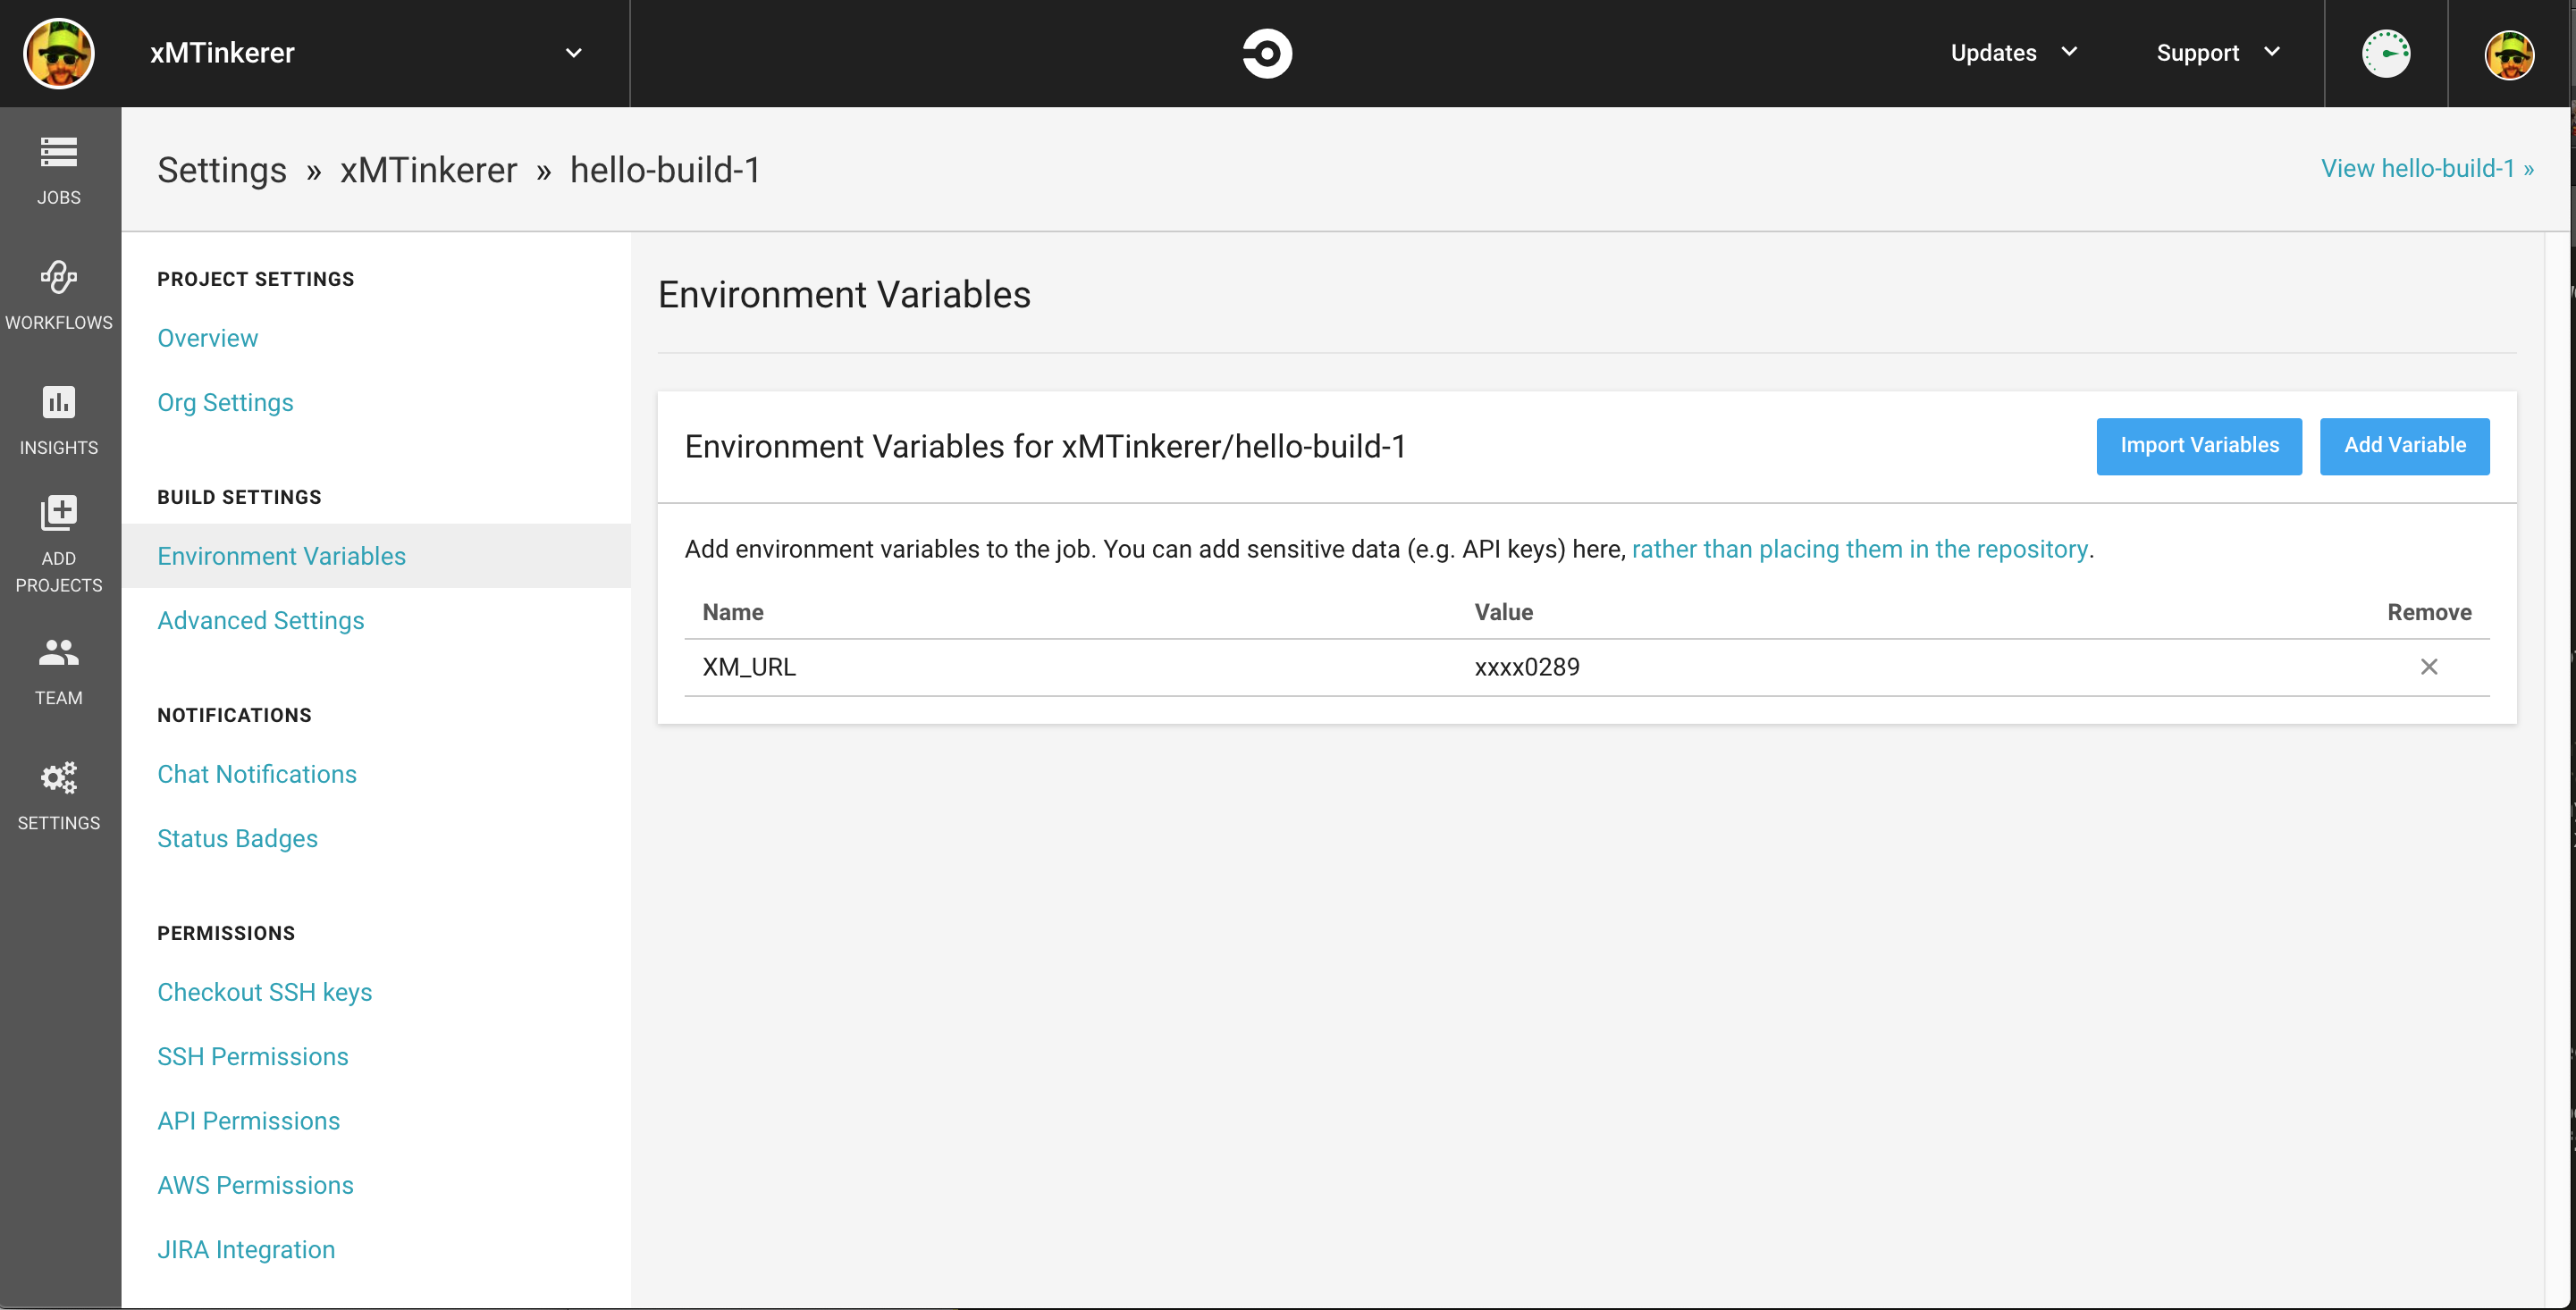 xMTinkerer
Updates
Support
JOBS
WORKFLOWS
INSIGHTS
ADD
PROJECTS
TEAM
SETTINGS
Settings » xMTinkerer » hello-build-1
View hello-build-1 »
PROJECT SETTINGS
Overview
Org Settings
BUILD SETTINGS
Environment Variables
Advanced Settings
NOTIFICATIONS
Chat Notifications
Status Badges
PERMISSIONS
Checkout SSH keys
SSH Permissions
API Permissions
AWS Permissions
JIRA Integration
Environment Variables
Environment Variables for xMTinkerer/hello-build-1
Import Variables
Add Variable
Add environment variables to the job. You can add sensitive data (e.g. API keys) here, rather than placing them in the repository.
Name Value Remove
XM_URL xxxx0289